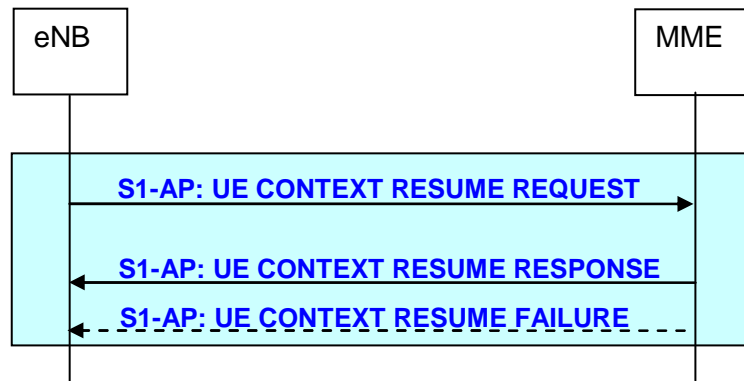 eNB
MME
S1-AP: UE CONTEXT RESUME REQUEST
S1-AP: UE CONTEXT RESUME RESPONSE
S1-AP: UE CONTEXT RESUME FAILURE